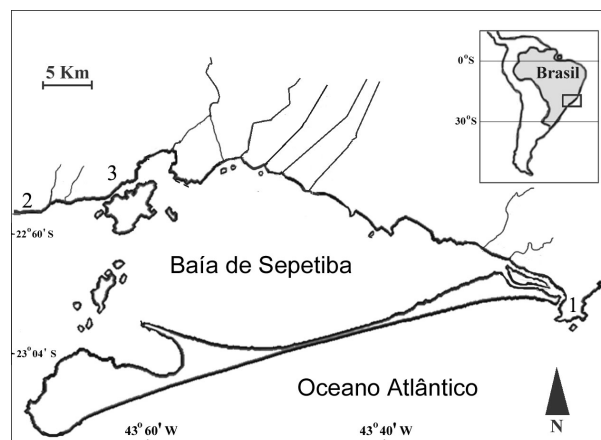 5 Km
0°S
Brasil
30°S
3
2
22°60' S
Baía de Sepetiba
1
23°04' S
Oceano Atlântico
N
43°60' W
43°40' W